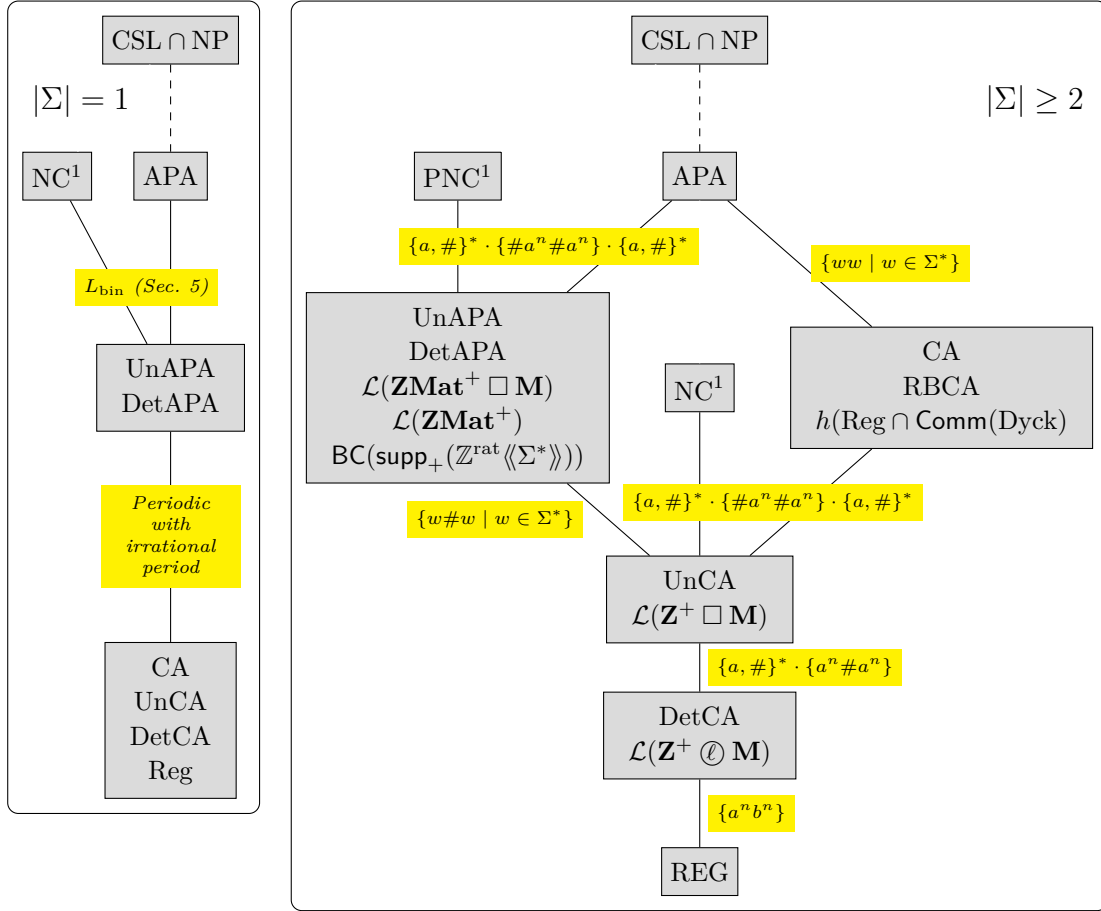 CSL ∩ NP
|Σ| = 1
NC¹
APA
L_bin (Sec. 5)
UnAPA
DetAPA
Periodic
with
irrational
period
CA
UnCA
DetCA
Reg
CSL ∩ NP
|Σ| ≥ 2
PNC¹
APA
{a, #}* · {#aⁿ#aⁿ} · {a, #}*
{ww | w ∈ Σ*}
UnAPA
DetAPA
ℒ(ZMat⁺ □ M)
ℒ(ZMat⁺)
BC(supp₊(ℤ^rat⟪Σ*⟫))
NC¹
CA
RBCA
h(Reg ∩ Comm(Dyck)
{w#w | w ∈ Σ*}
{a, #}* · {#aⁿ#aⁿ} · {a, #}*
UnCA
ℒ(Z⁺ □ M)
{a, #}* · {aⁿ#aⁿ}
DetCA
ℒ(Z⁺ ⓛ M)
{aⁿbⁿ}
REG